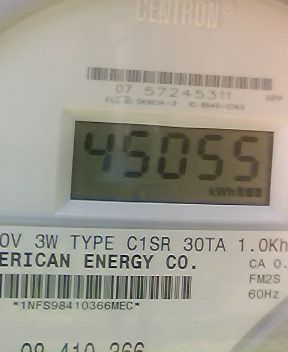 CENTRON®
07 57245311
45055
kWh
0V 3W TYPE C1SR 30TA 1.0Kh
ERICAN ENERGY CO.
CA 0.
FM2S
*1NFS98410366MEC*
60Hz
98 410 366